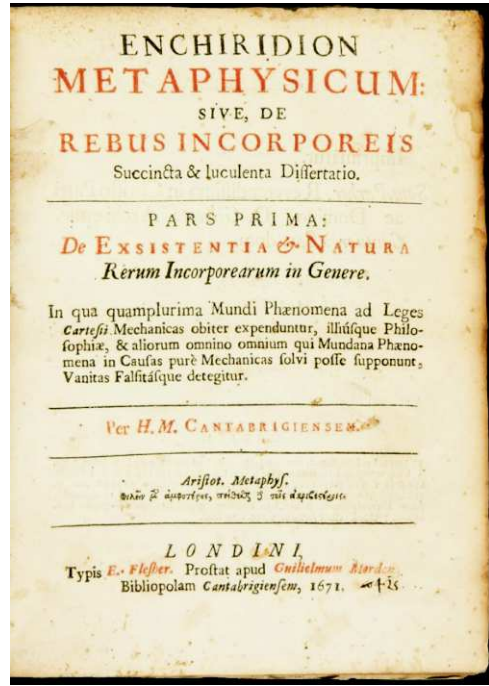 ENCHIRIDION
METAPHYSICUM:
SIVE, DE
REBUS INCORPOREIS
Succincta & luculenta Dissertatio.
PARS PRIMA:
De EXSISTENTIA & NATURA
Rerum Incorporearum in Genere.
In qua quamplurima Mundi Phænomena ad Leges
Cartesii Mechanicas obiter expenduntur, illiúsque Philo-
sophiæ, & aliorum omnino omnium qui Mundana Phæno-
mena in Causas purè Mechanicas solvi posse supponunt,
Vanitas Falsitásque detegitur.
Per H. M. CANTABRIGIENSEM.
Aristot. Metaphys.
LONDINI,
Typis E. Flesher. Prostat apud Guilielmum Morden
Bibliopolam Cantabrigiensem, 1671.